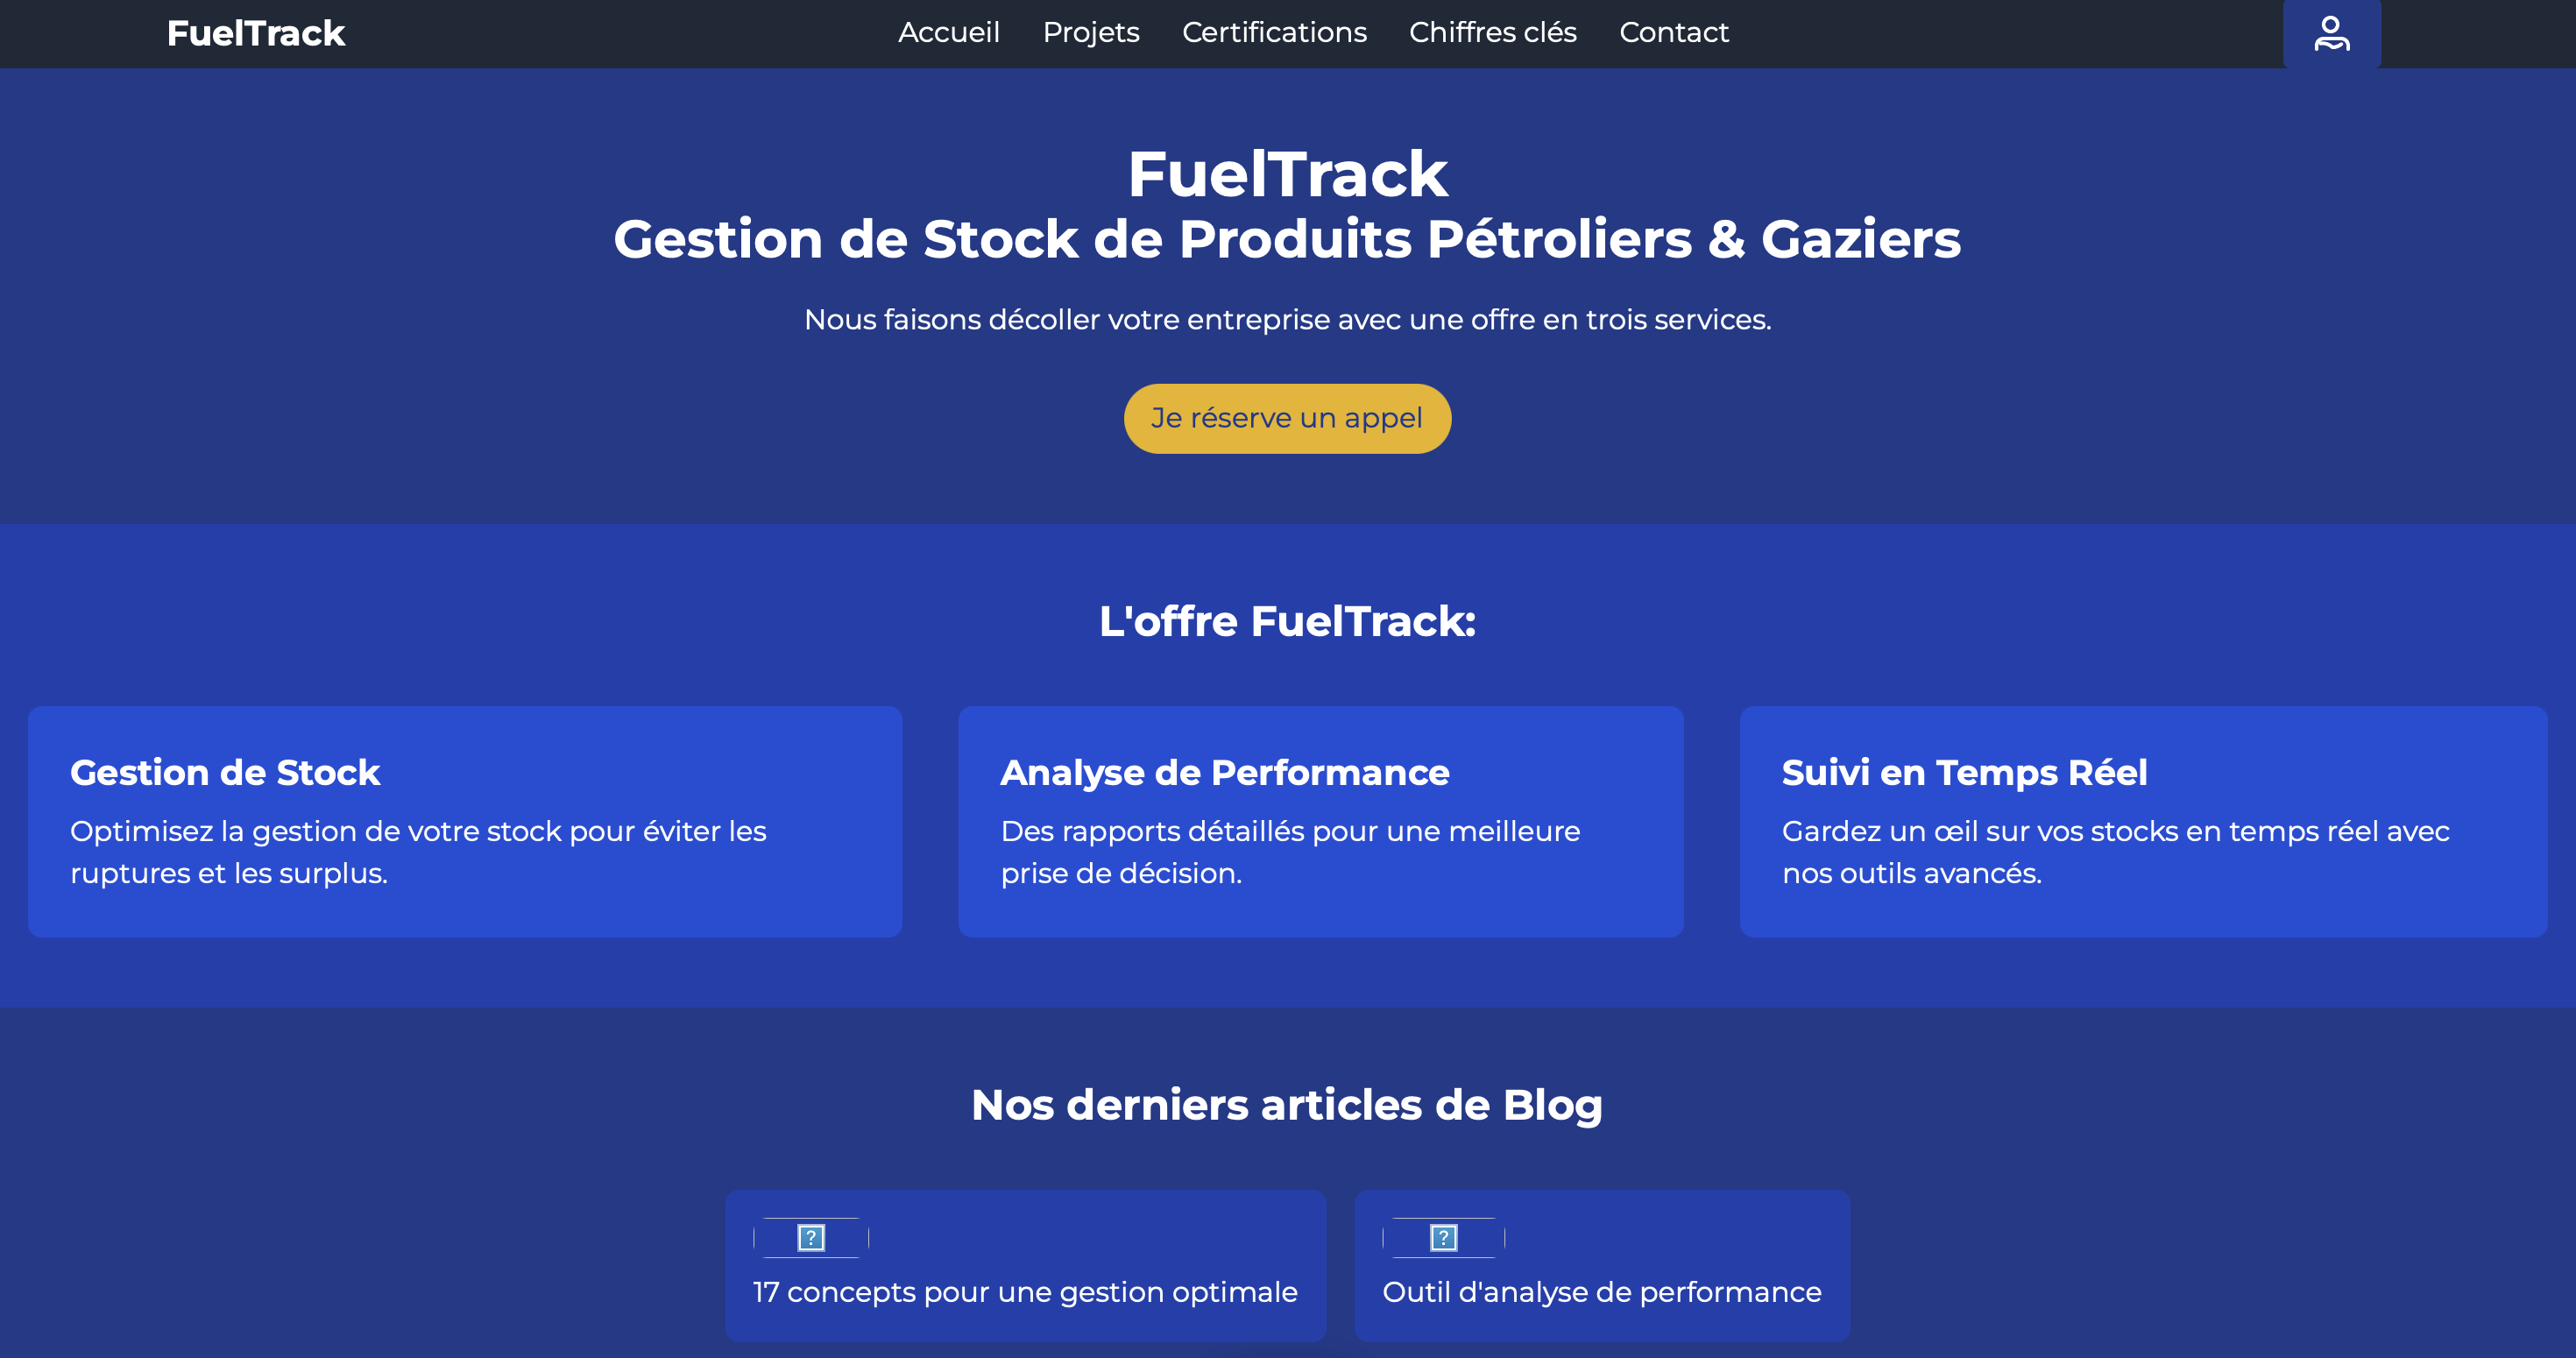 FuelTrack
Accueil
Projets
Certifications
Chiffres clés
Contact
FuelTrack
Gestion de Stock de Produits Pétroliers & Gaziers
Nous faisons décoller votre entreprise avec une offre en trois services.
Je réserve un appel
L'offre FuelTrack:
Gestion de Stock
Optimisez la gestion de votre stock pour éviter les
ruptures et les surplus.
Analyse de Performance
Des rapports détaillés pour une meilleure
prise de décision.
Suivi en Temps Réel
Gardez un œil sur vos stocks en temps réel avec
nos outils avancés.
Nos derniers articles de Blog
17 concepts pour une gestion optimale
Outil d'analyse de performance